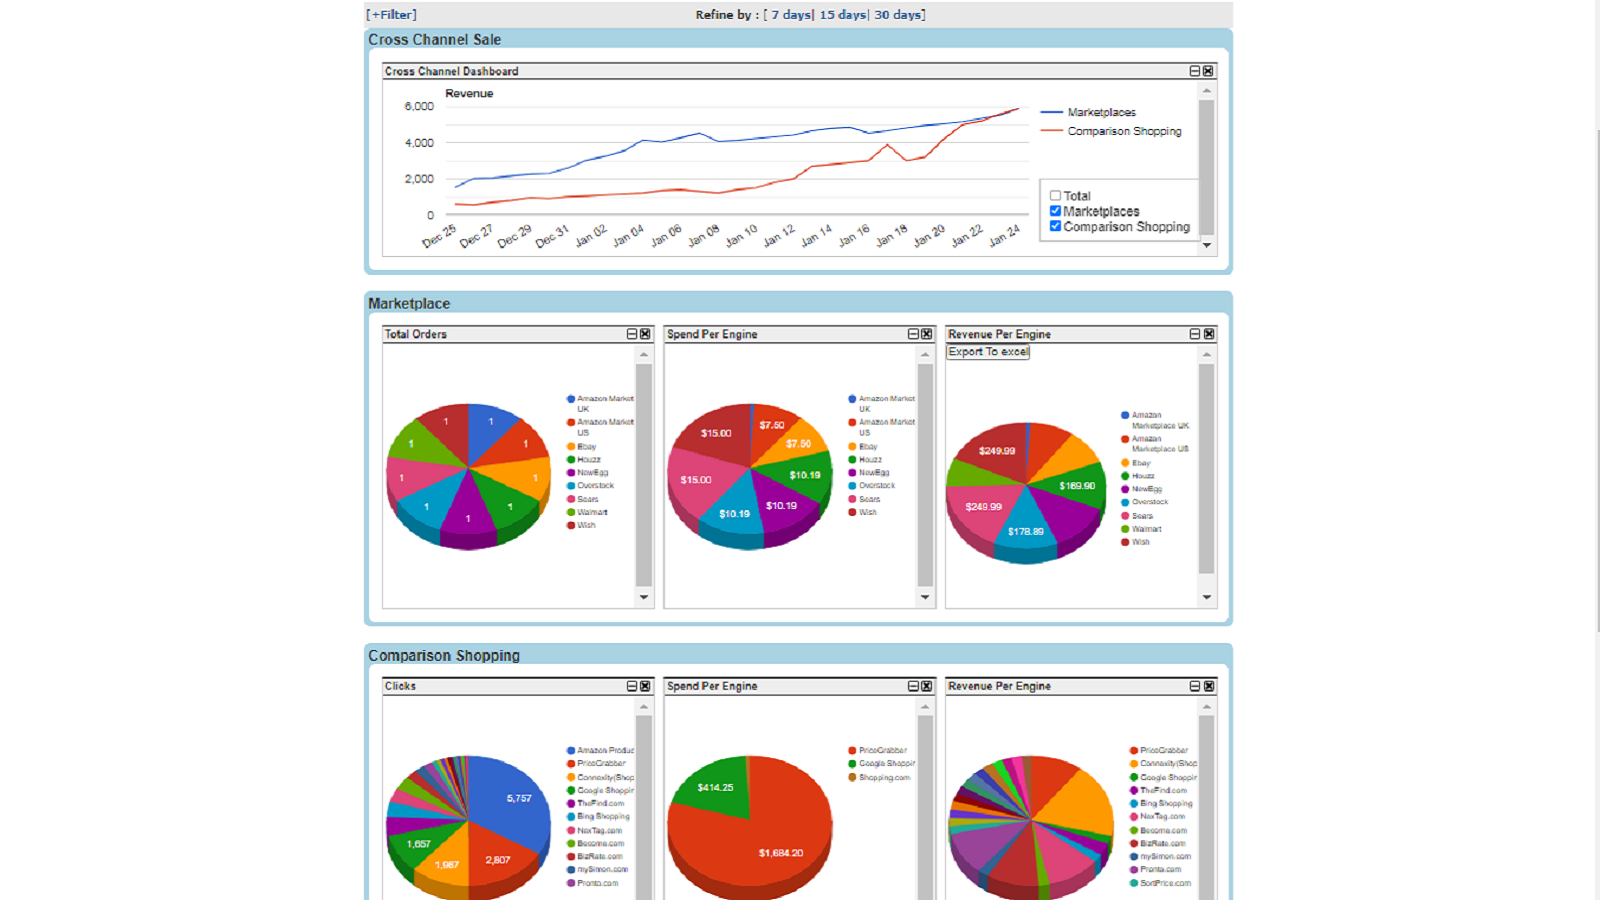 [+Filter]
Refine by : [ 7 days| 15 days| 30 days]
Cross Channel Sale
Cross Channel Dashboard
Revenue
6,000
4,000
2,000
0
Dec 25
Dec 27
Dec 29
Dec 31
Jan 02
Jan 04
Jan 06
Jan 08
Jan 10
Jan 12
Jan 14
Jan 16
Jan 18
Jan 20
Jan 22
Jan 24
Marketplaces
Comparison Shopping
Total
Marketplaces
Comparison Shopping
Marketplace
Total Orders
1
1
1
1
1
1
1
1
1
Amazon Market
UK
Amazon Market
US
Ebay
Houzz
NewEgg
Overstock
Sears
Walmart
Wish
Spend Per Engine
$15.00
$7.50
$7.50
$10.19
$10.19
$10.19
$15.00
Amazon Market
UK
Amazon Market
US
Ebay
Houzz
NewEgg
Overstock
Sears
Wish
Revenue Per Engine
Export To excel
$249.99
$169.90
$178.89
$249.99
Amazon
Marketplace UK
Amazon
Marketplace US
Ebay
Houzz
NewEgg
Overstock
Sears
Walmart
Wish
Comparison Shopping
Clicks
5,757
2,807
1,967
1,657
Amazon Produc
PriceGrabber
Connexity(Shop
Google Shoppir
TheFind.com
Bing Shopping
NexTag.com
Become.com
BizRate.com
mySimon.com
Pronto.com
Spend Per Engine
$414.25
$1,684.20
PriceGrabber
Google Shoppir
Shopping.com
Revenue Per Engine
PriceGrabber
Connexity(Shop
Google Shoppir
TheFind.com
Bing Shopping
NexTag.com
Become.com
BizRate.com
mySimon.com
Pronto.com
SortPrice.com